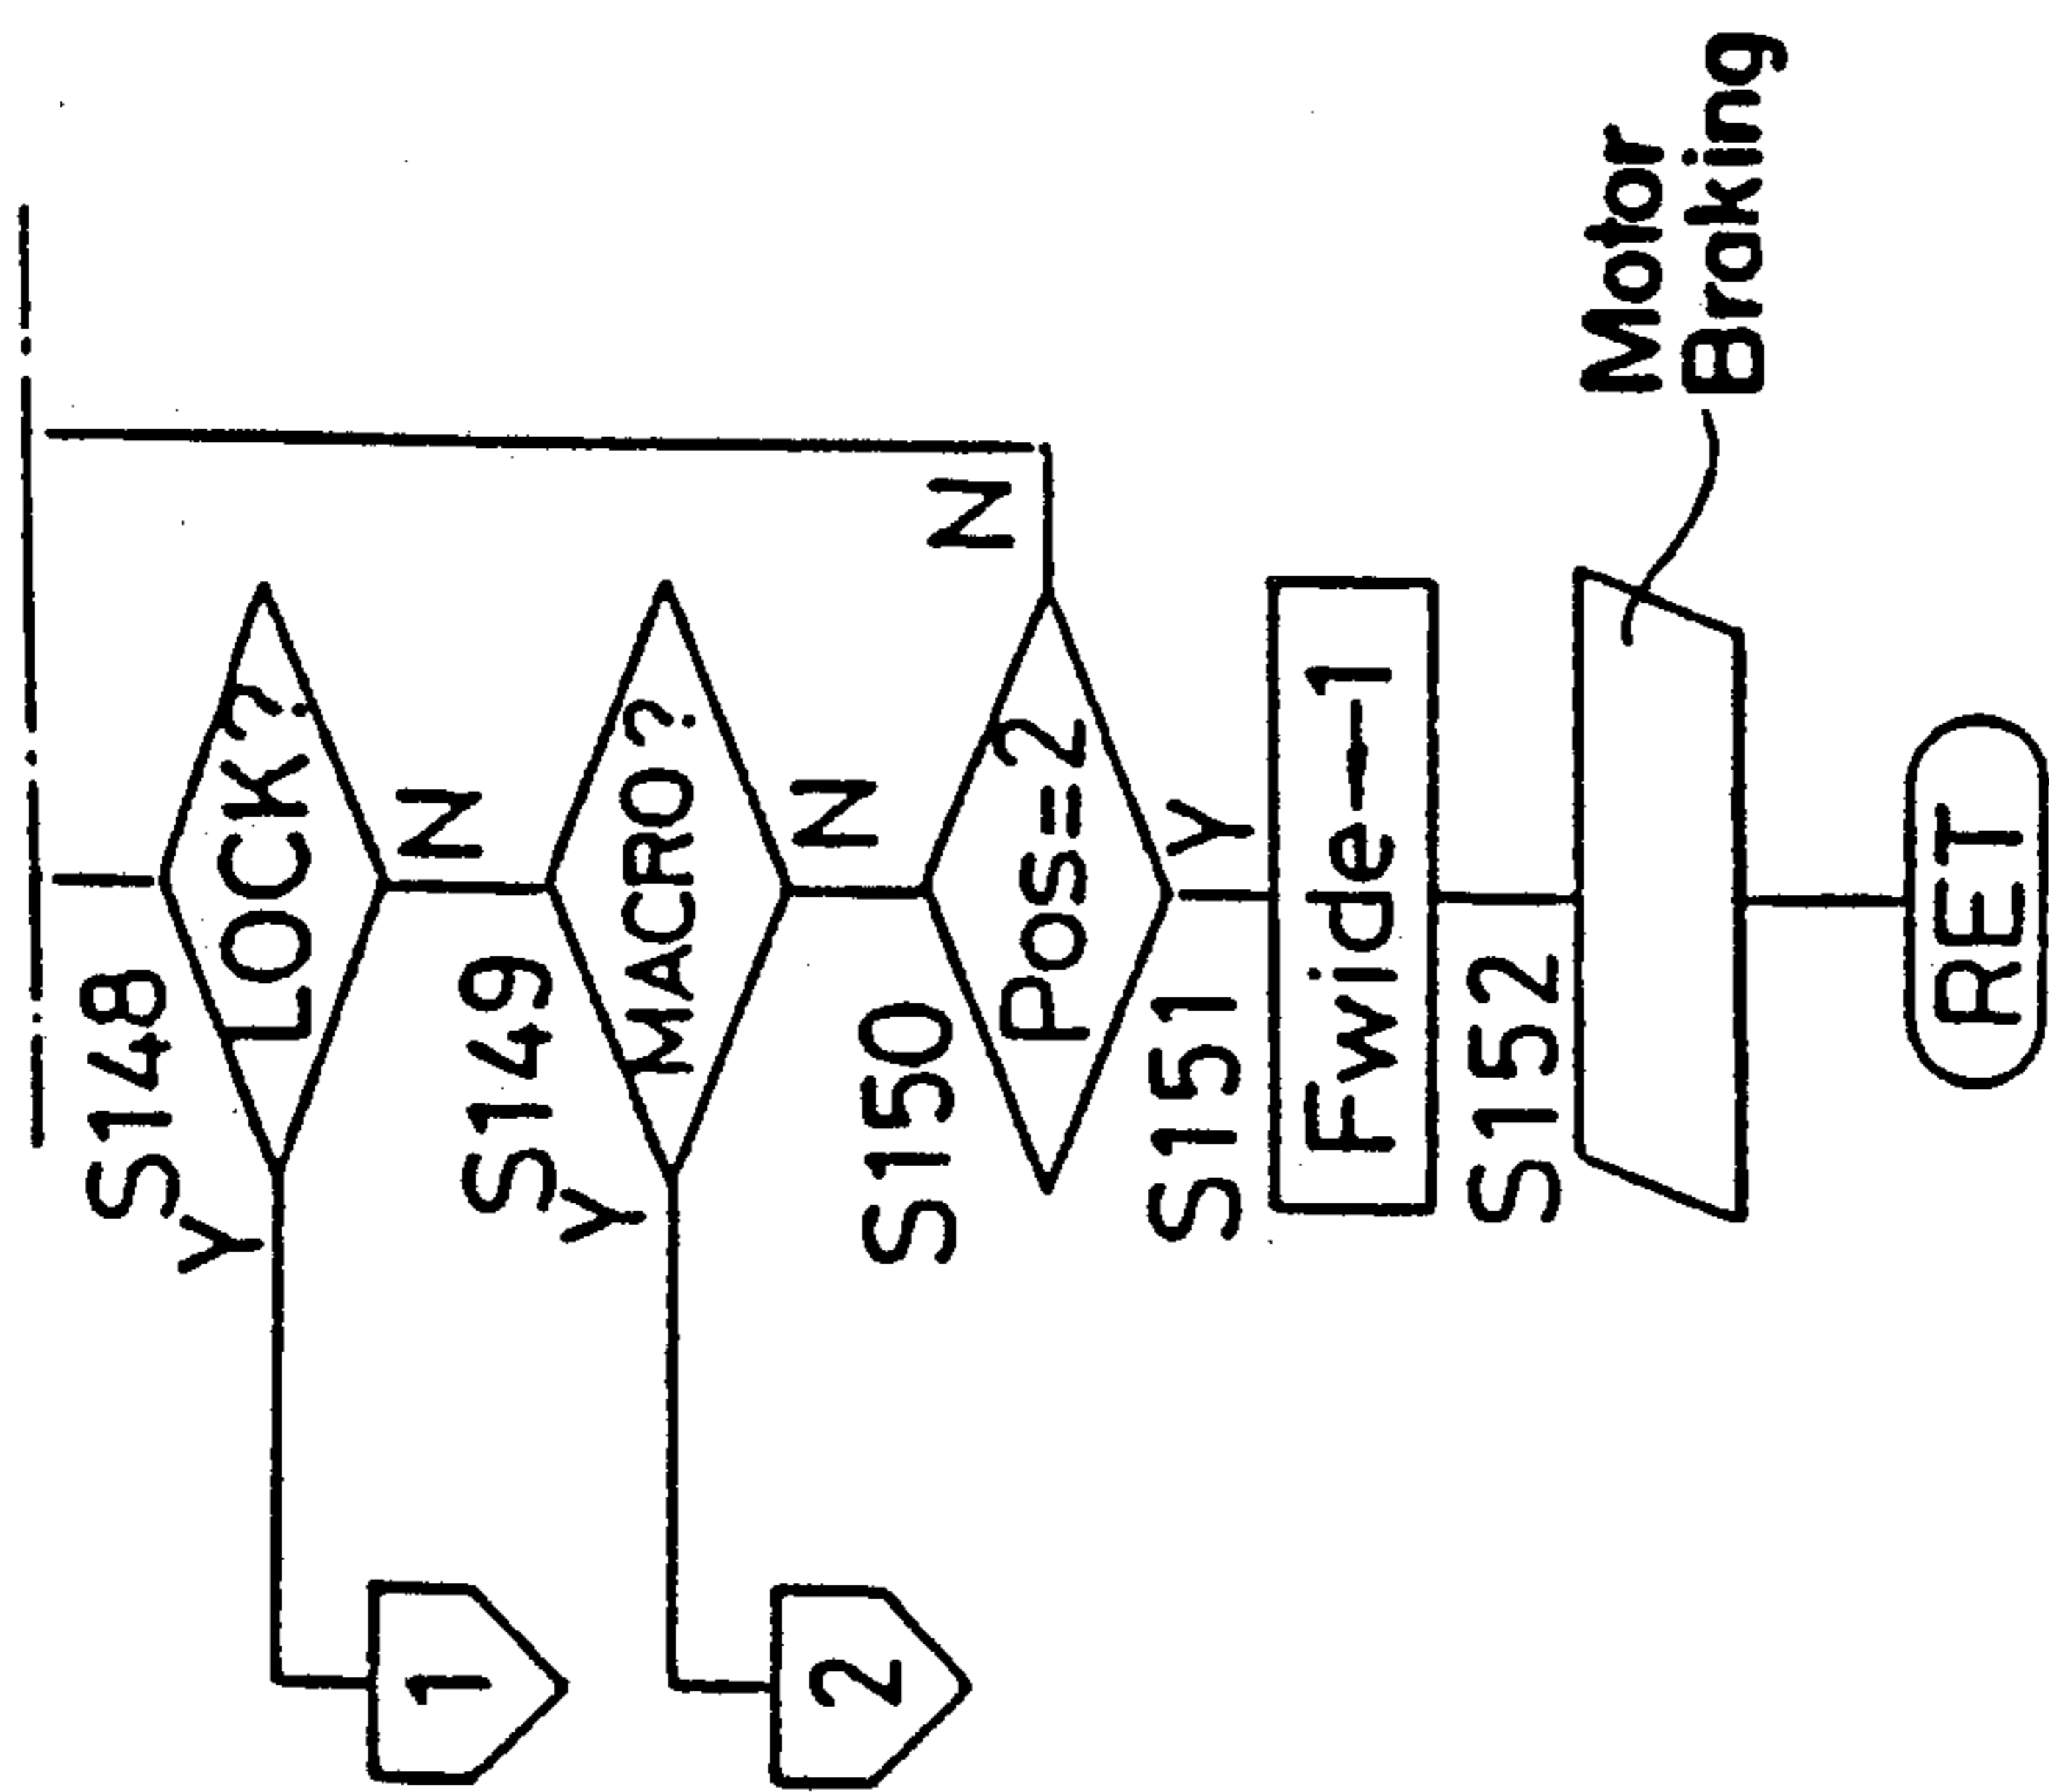 S148
LOCK?
Y
N
1
S149
MACRO?
Y
N
2
S150
Pos=2
N
Y
S151
Fwide←1
S152
Motor
Braking
RET